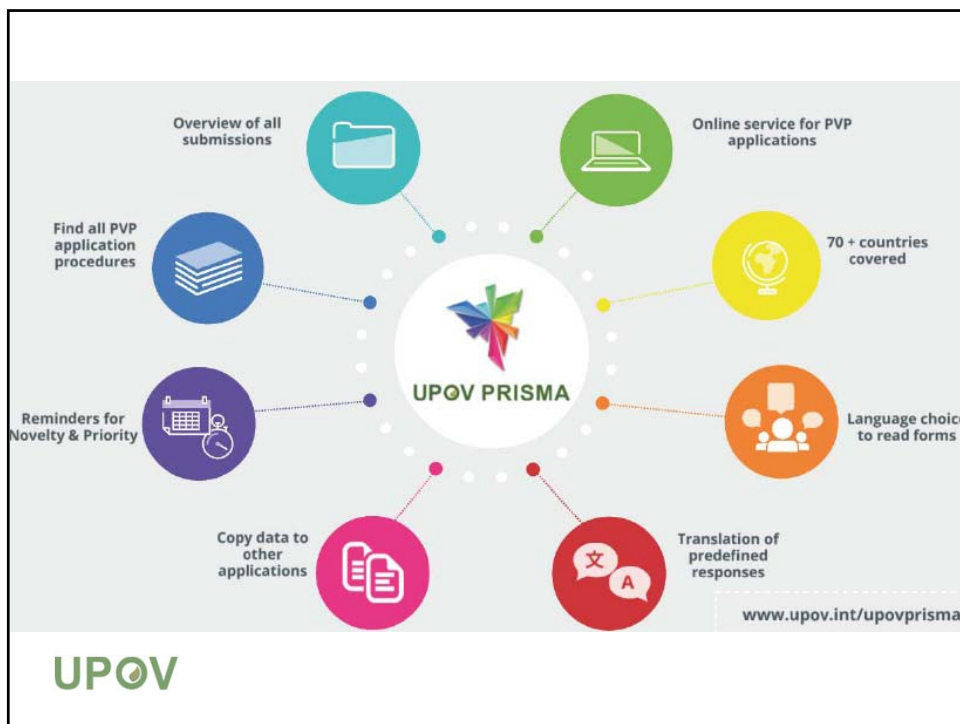 Overview of all
submissions
Online service for PVP
applications
Find all PVP
application
procedures
70 + countries
covered
UPOV PRISMA
Reminders for
Novelty & Priority
Language choice
to read forms
Copy data to
other
applications
Translation of
predefined
responses
文
A
www.upov.int/upovprisma
UPOV